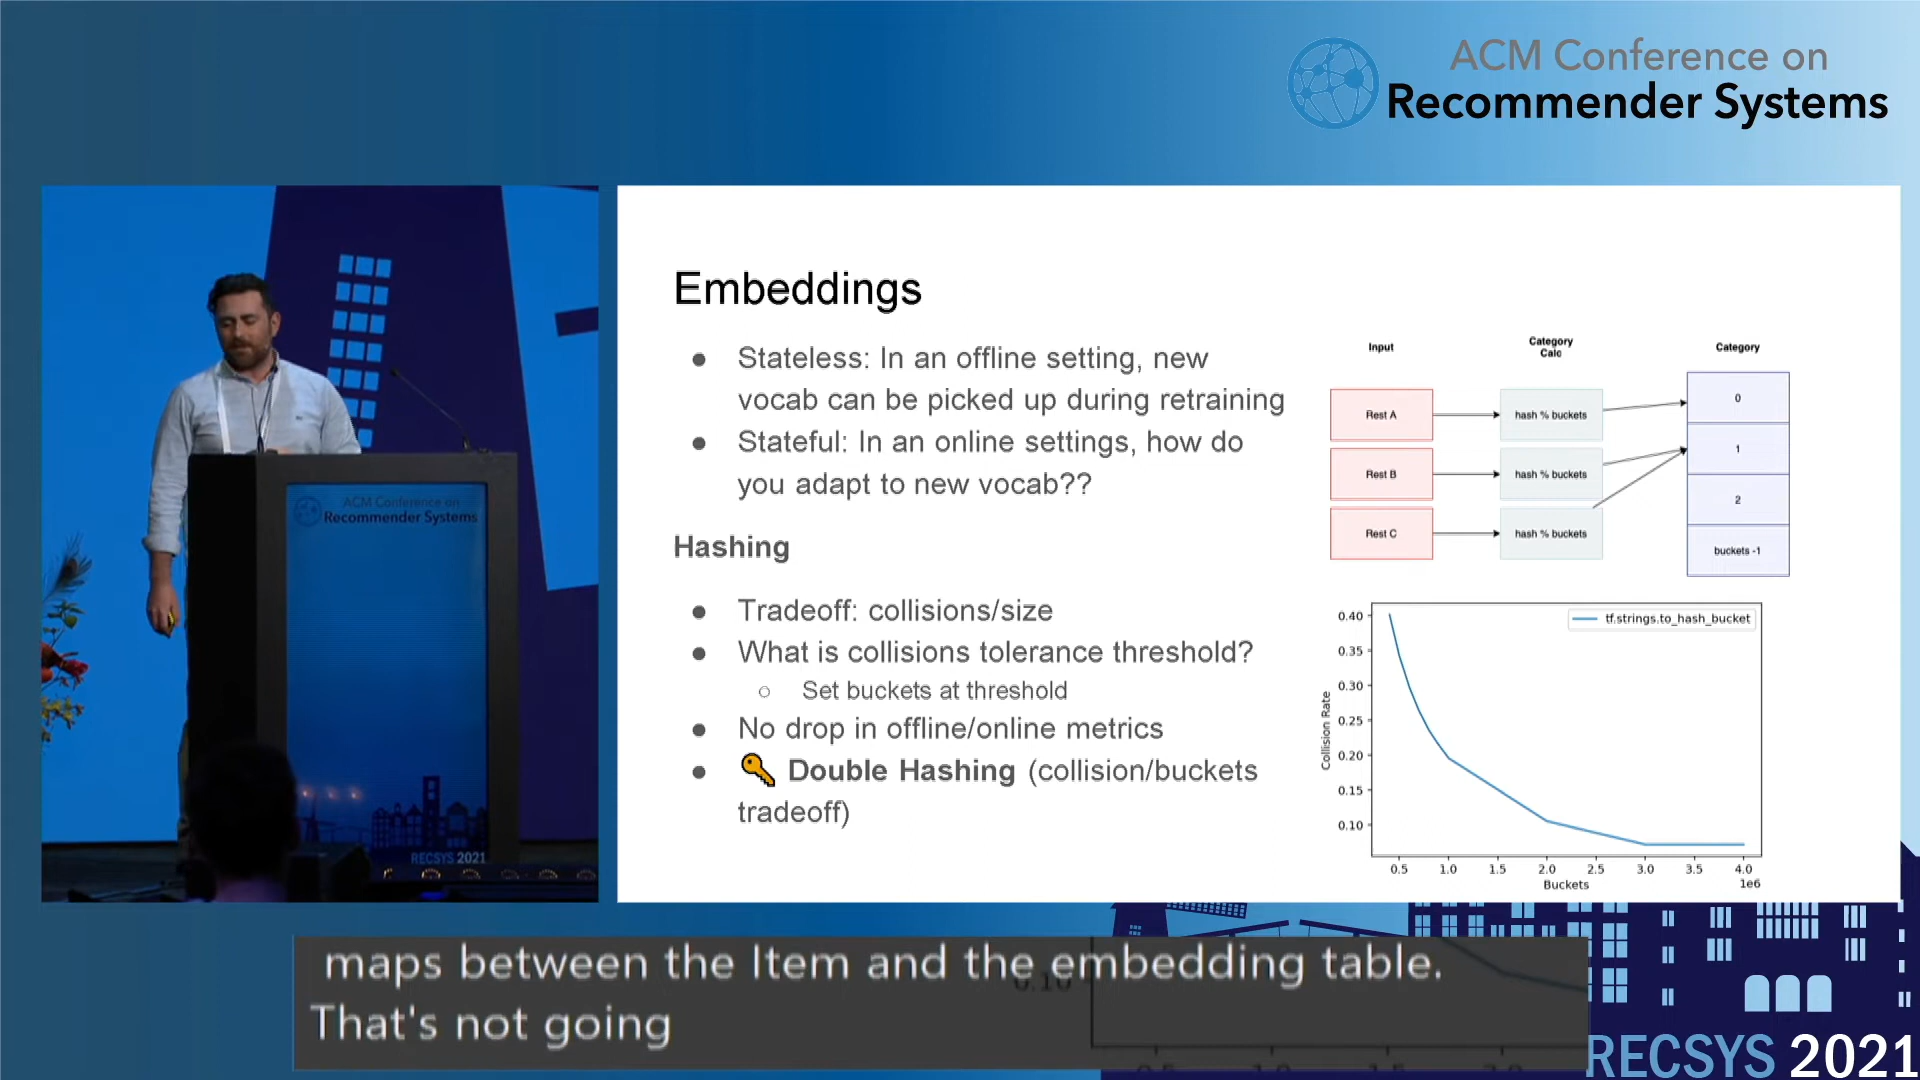 ACM Conference on
Recommender Systems
Embeddings
● Stateless: In an offline setting, new
vocab can be picked up during retraining
● Stateful: In an online settings, how do
you adapt to new vocab??
Hashing
● Tradeoff: collisions/size
● What is collisions tolerance threshold?
○ Set buckets at threshold
● No drop in offline/online metrics
● 🔑 Double Hashing (collision/buckets
tradeoff)
Input
Category
Calc
Category
Rest A
hash % buckets
0
Rest B
hash % buckets
1
Rest C
hash % buckets
2
buckets -1
tf.strings.to_hash_bucket
Collision Rate
0.40
0.35
0.30
0.25
0.20
0.15
0.10
0.5 1.0 1.5 2.0 2.5 3.0 3.5 4.0
1e6
Buckets
ACM Conference on
Recommender Systems
RECSYS 2021
maps between the Item and the embedding table.
That's not going
RECSYS 2021